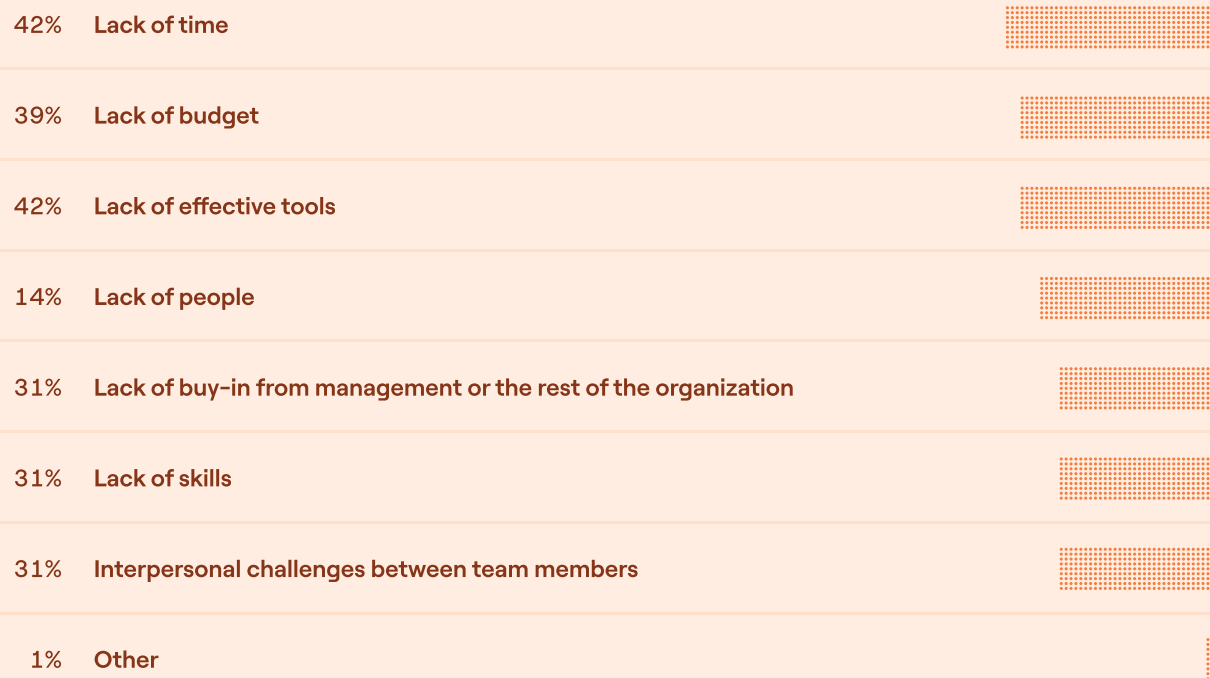 42% Lack of time
39% Lack of budget
42% Lack of effective tools
14% Lack of people
31% Lack of buy-in from management or the rest of the organization
31% Lack of skills
31% Interpersonal challenges between team members
1% Other